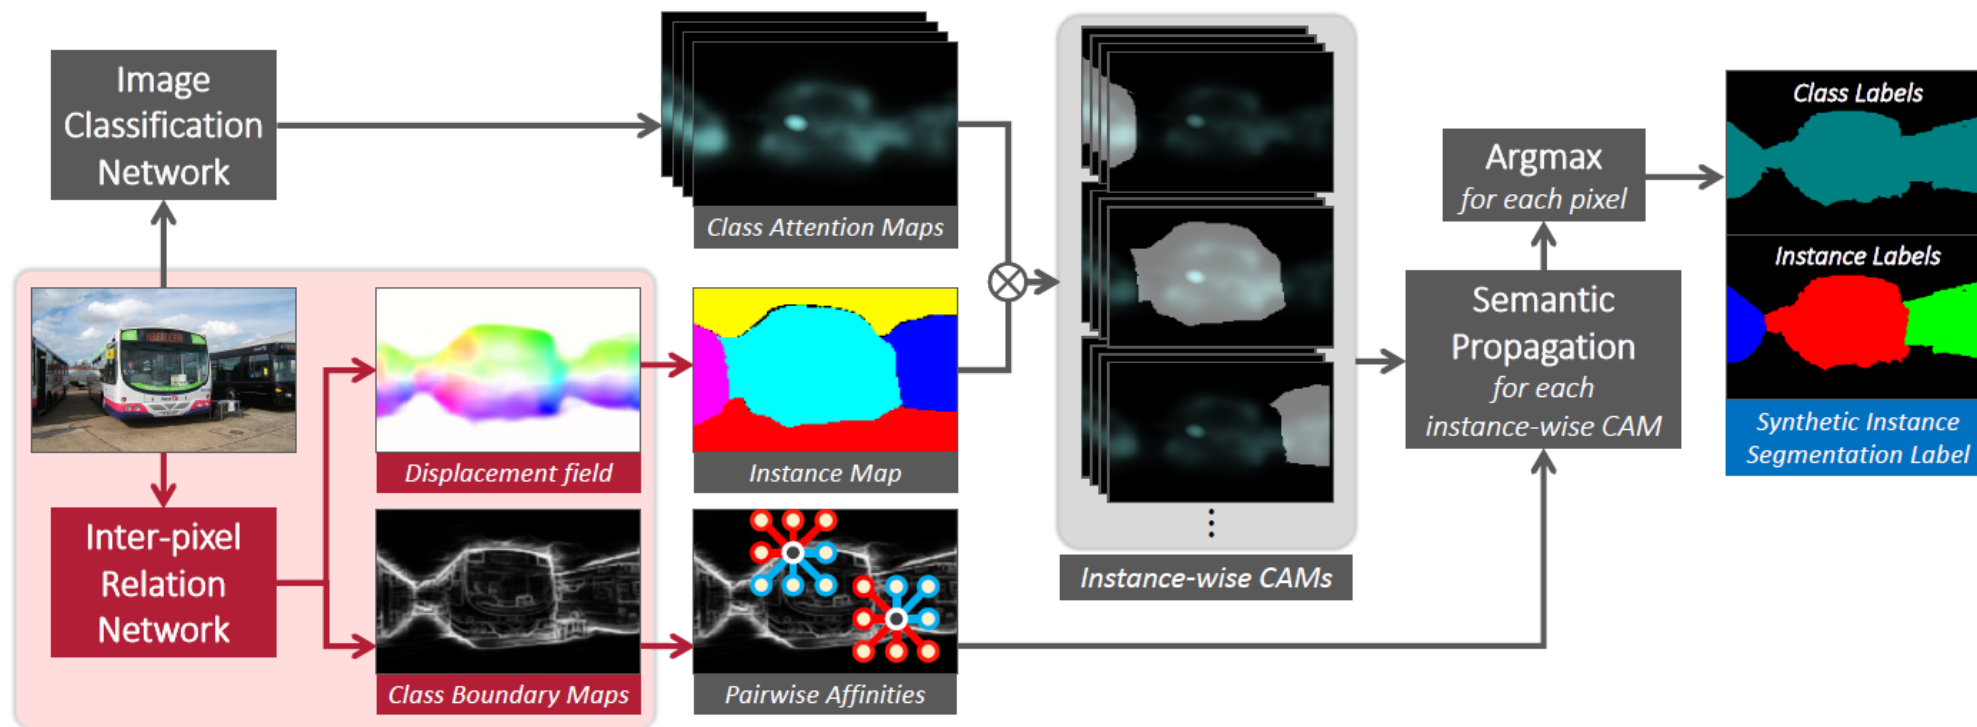 Image
Classification
Network
Class Attention Maps
Displacement field
Instance Map
Inter-pixel
Relation
Network
Class Boundary Maps
Pairwise Affinities
Instance-wise CAMs
Argmax
for each pixel
Semantic
Propagation
for each
instance-wise CAM
Class Labels
Instance Labels
Synthetic Instance
Segmentation Label